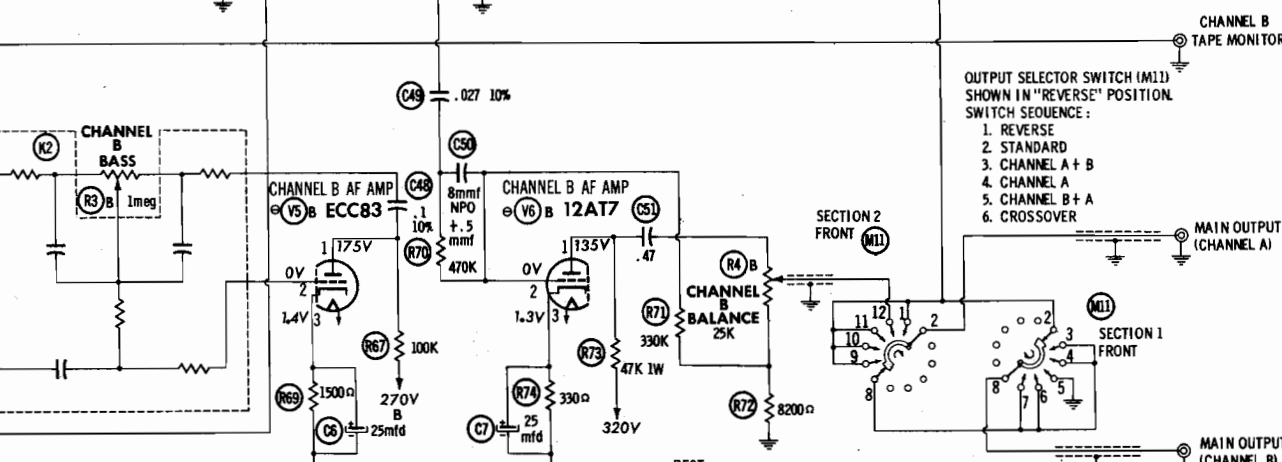 CHANNEL B
TAPE MONITOR
OUTPUT SELECTOR SWITCH (M11)
SHOWN IN "REVERSE" POSITION.
SWITCH SEQUENCE:
1. REVERSE
2. STANDARD
3. CHANNEL A + B
4. CHANNEL A
5. CHANNEL B + A
6. CROSSOVER
C49 .027 10%
K2
CHANNEL
B
BASS
R3 B 1meg
C50
8mmf
NPO
+.5
mmf
CHANNEL B AF AMP
⊖ V5 B ECC83
C48
.1
10%
R70
470K
CHANNEL B AF AMP
⊖ V6 B 12AT7
C51
.47
1 175V
0V
2
1.4V 3
1 135V
0V
2
1.3V 3
R4 B
CHANNEL
B
BALANCE
25K
SECTION 2
FRONT M11
MAIN OUTPUT
(CHANNEL A)
R67 100K
270V
B
R69 1500Ω
C6 25mfd
R71
330K
R73
47K 1W
320V
R74 330Ω
C7 25
mfd
R72 8200Ω
12 1 2
11
10
9
8
M11
SECTION 1
FRONT
2
3
4
5
6
7
8
MAIN OUTPUT
(CHANNEL B)